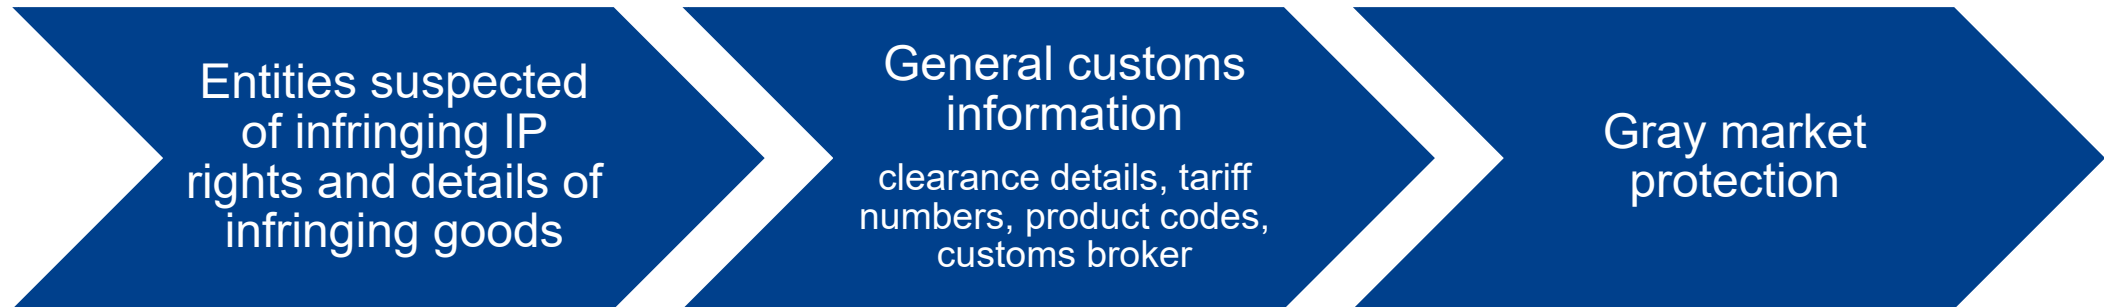 Entities suspected
of infringing IP
rights and details of
infringing goods
General customs
information
clearance details, tariff
numbers, product codes,
customs broker
Gray market
protection